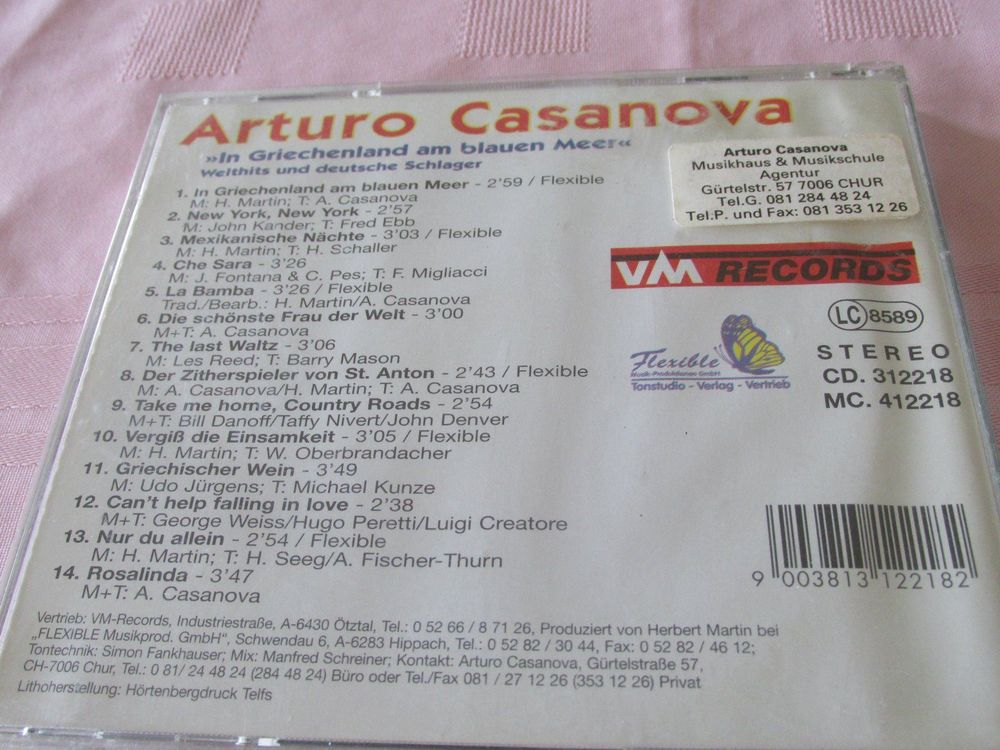 Arturo Casanova
»In Griechenland am blauen Meer«
Welthits und deutsche Schlager
1. In Griechenland am blauen Meer - 2'59 / Flexible
M: H. Martin; T: A. Casanova
2. New York, New York - 2'57
M: John Kander; T: Fred Ebb
3. Mexikanische Nächte - 3'03 / Flexible
M: H. Martin; T: H. Schaller
4. Che Sara - 3'26
M: J. Fontana & C. Pes; T: F. Migliacci
5. La Bamba - 3'26 / Flexible
Trad./Bearb.: H. Martin/A. Casanova
6. Die schönste Frau der Welt - 3'00
M+T: A. Casanova
7. The last Waltz - 3'06
M: Les Reed; T: Barry Mason
8. Der Zitherspieler von St. Anton - 2'43 / Flexible
M: A. Casanova/H. Martin; T: A. Casanova
9. Take me home, Country Roads - 2'54
M+T: Bill Danoff/Taffy Nivert/John Denver
10. Vergiß die Einsamkeit - 3'05 / Flexible
M: H. Martin; T: W. Oberbrandacher
11. Griechischer Wein - 3'49
M: Udo Jürgens; T: Michael Kunze
12. Can't help falling in love - 2'38
M+T: George Weiss/Hugo Peretti/Luigi Creatore
13. Nur du allein - 2'54 / Flexible
M: H. Martin; T: H. Seeg/A. Fischer-Thurn
14. Rosalinda - 3'47
M+T: A. Casanova
Arturo Casanova
Musikhaus & Musikschule
Agentur
Gürtelstr. 57 7006 CHUR
Tel.G. 081 284 48 24
Tel.P. und Fax: 081 353 12 26
VM RECORDS
LC 8589
Flexible
Musik-Produktionen GmbH
Tonstudio - Verlag - Vertrieb
STEREO
CD. 312218
MC. 412218
9 003813 122182
Vertrieb: VM-Records, Industriestraße, A-6430 Ötztal, Tel.: 0 52 66 / 8 71 26, Produziert von Herbert Martin bei
„FLEXIBLE Musikprod. GmbH", Schwendau 6, A-6283 Hippach, Tel.: 0 52 82 / 30 44, Fax: 0 52 82 / 46 12;
Tontechnik: Simon Fankhauser; Mix: Manfred Schreiner; Kontakt: Arturo Casanova, Gürtelstraße 57,
CH-7006 Chur, Tel.: 0 81/ 24 48 24 (284 48 24) Büro oder Tel./Fax 081 / 27 12 26 (353 12 26) Privat
Lithoherstellung: Hörtenbergdruck Telfs